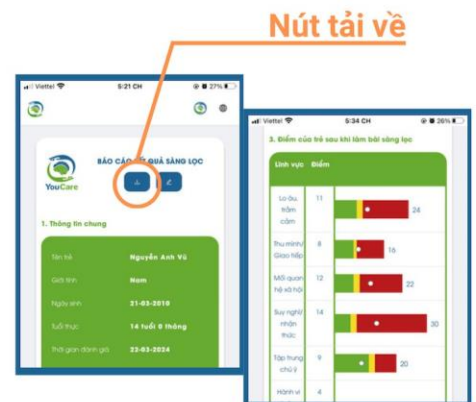 Nút tải về
Viettel
5:21 CH
27%
YouCare
BÁO CÁO KẾT QUẢ SÀNG LỌC
1. Thông tin chung
Tên trẻ Nguyễn Anh Vũ
Giới tính Nam
Ngày sinh 21-03-2010
Tuổi thực 14 tuổi 0 tháng
Thời gian đánh giá 22-03-2024
Viettel
5:34 CH
26%
3. Điểm của trẻ sau khi làm bài sàng lọc
Lĩnh vực Điểm
Lo âu, trầm cảm 11 24
Thu mình/ Giao tiếp 8 16
Mối quan hệ xã hội 12 22
Suy nghĩ/ nhận thức 14 30
Tập trung chú ý 9 20
Hành vi 4